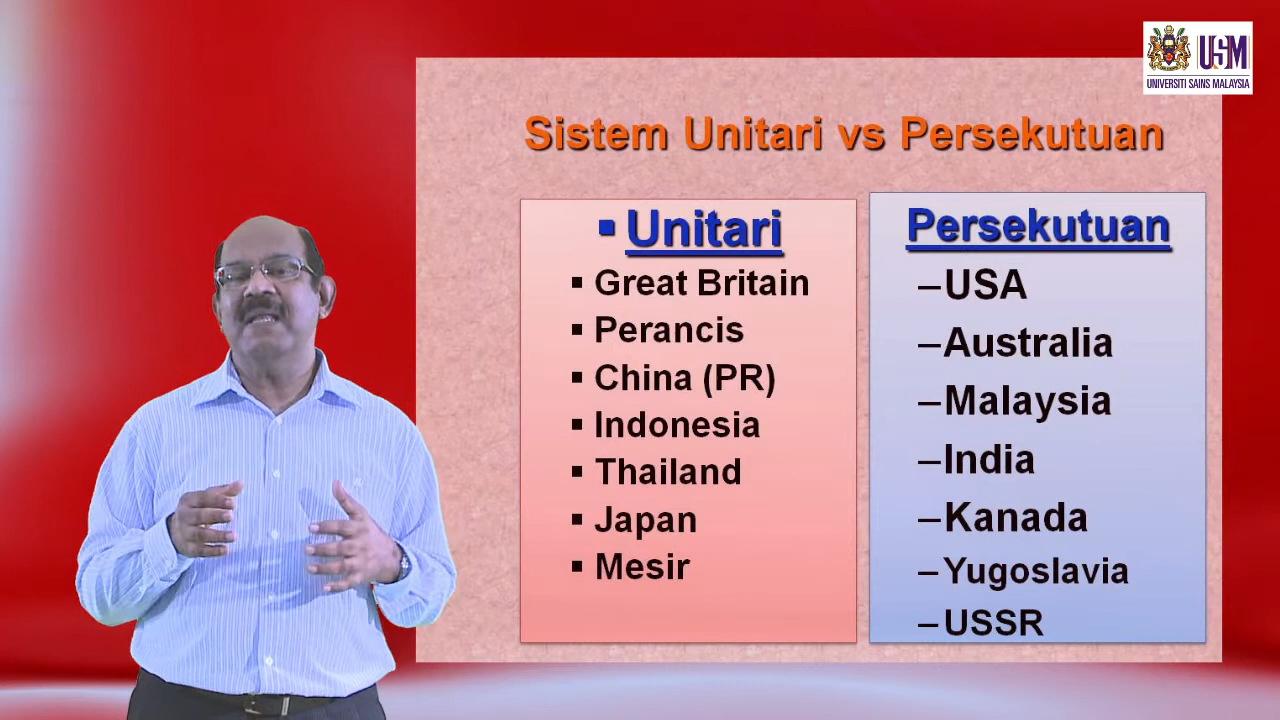 USM
UNIVERSITI SAINS MALAYSIA
Sistem Unitari vs Persekutuan
▪ Unitari
▪ Great Britain
▪ Perancis
▪ China (PR)
▪ Indonesia
▪ Thailand
▪ Japan
▪ Mesir
Persekutuan
–USA
–Australia
–Malaysia
–India
–Kanada
–Yugoslavia
–USSR